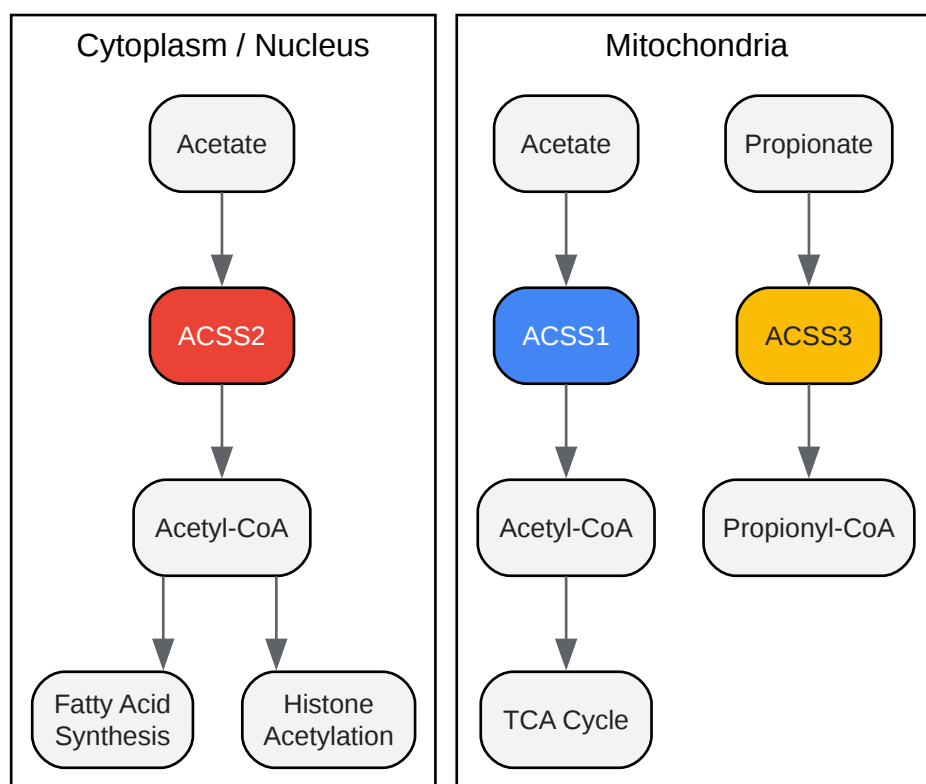 Cytoplasm / Nucleus
Acetate
ACSS2
Acetyl-CoA
Fatty Acid
Synthesis
Histone
Acetylation
Mitochondria
Acetate
Propionate
ACSS1
ACSS3
Acetyl-CoA
Propionyl-CoA
TCA Cycle